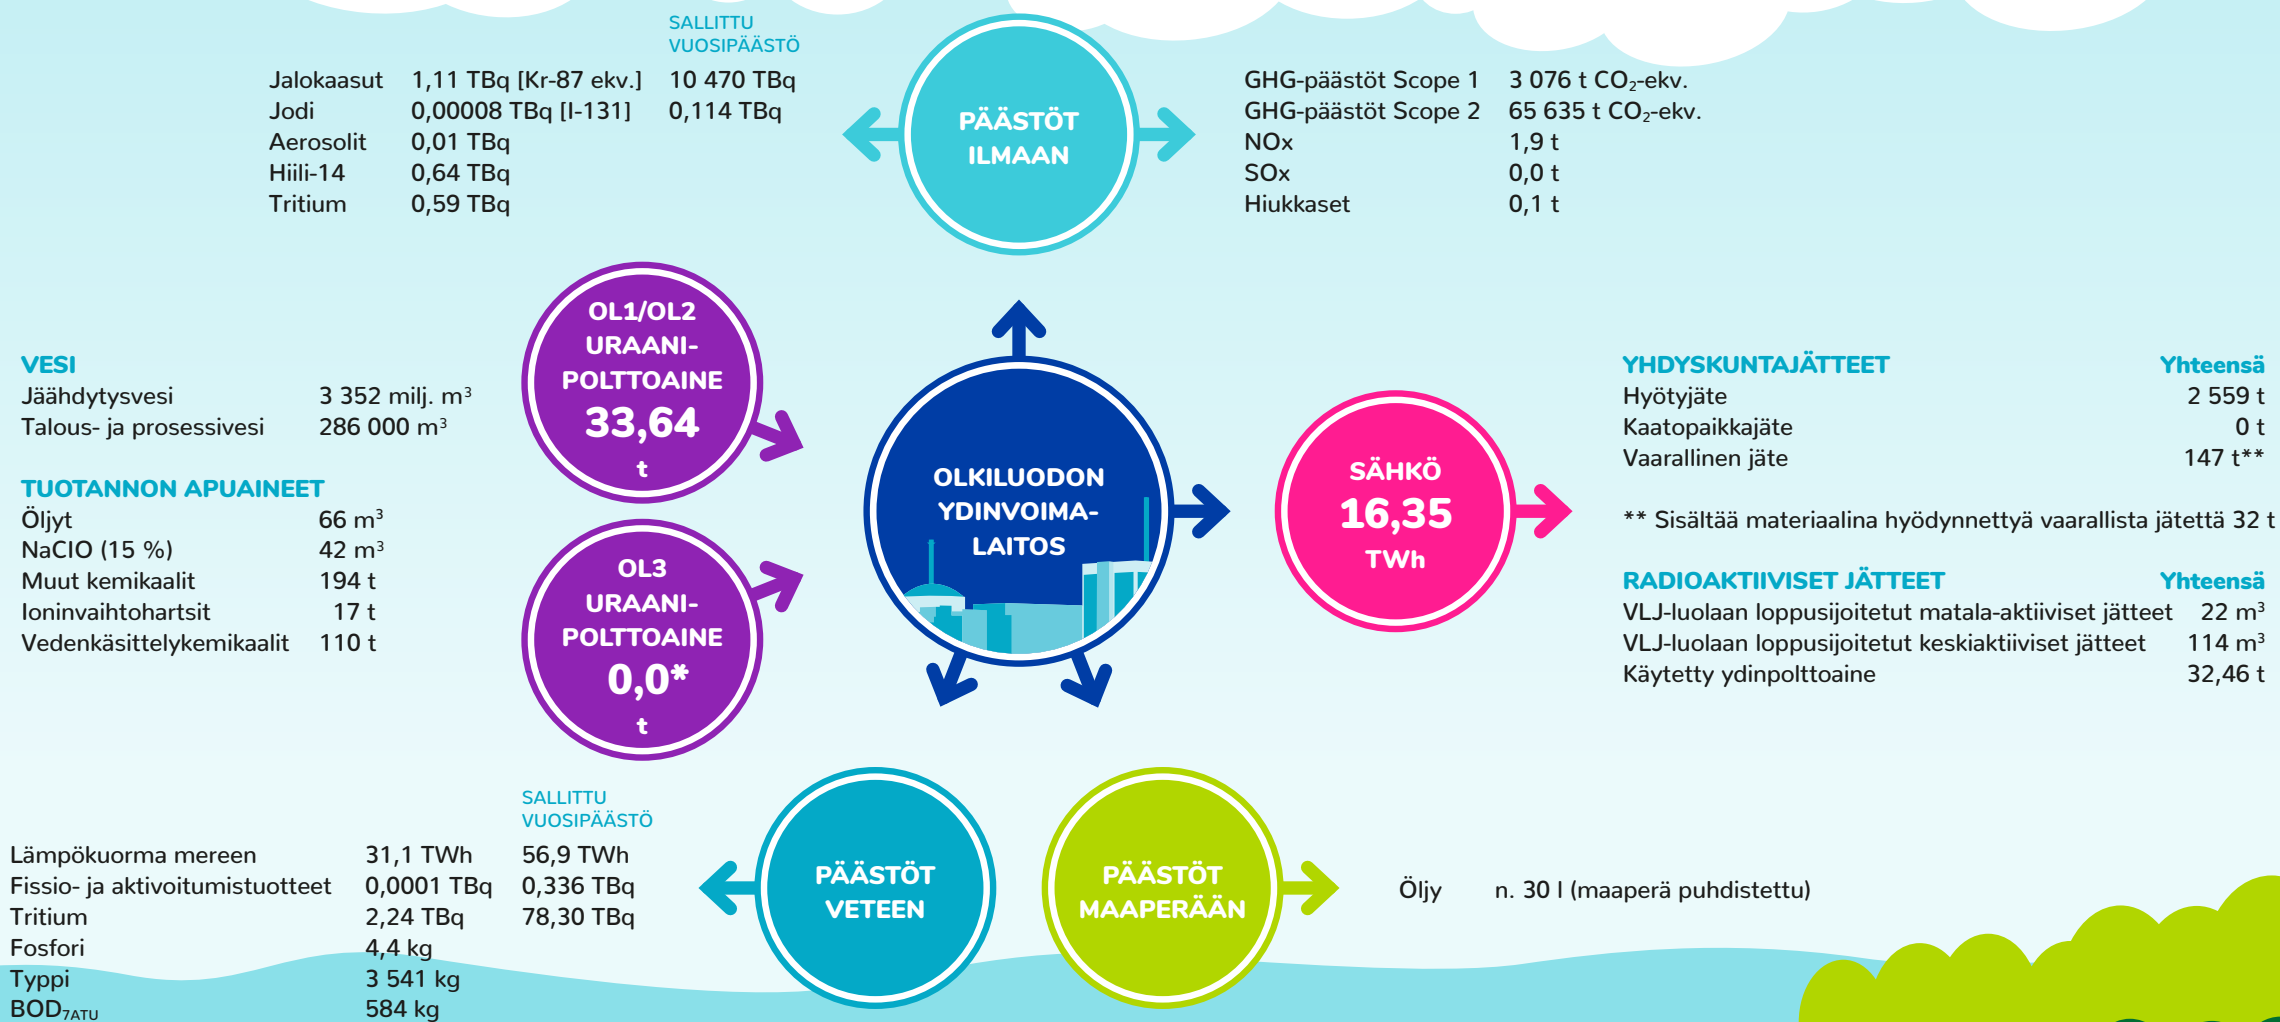 SALLITTU
VUOSIPÄÄSTÖ
Jalokaasut 1,11 TBq [Kr-87 ekv.] 10 470 TBq
Jodi 0,00008 TBq [I-131] 0,114 TBq
Aerosolit 0,01 TBq
Hiili-14 0,64 TBq
Tritium 0,59 TBq
PÄÄSTÖT
ILMAAN
GHG-päästöt Scope 1 3 076 t CO₂-ekv.
GHG-päästöt Scope 2 65 635 t CO₂-ekv.
NOx 1,9 t
SOx 0,0 t
Hiukkaset 0,1 t
VESI
Jäähdytysvesi 3 352 milj. m³
Talous- ja prosessivesi 286 000 m³
TUOTANNON APUAINEET
Öljyt 66 m³
NaClO (15 %) 42 m³
Muut kemikaalit 194 t
Ioninvaihtohartsit 17 t
Vedenkäsittelykemikaalit 110 t
OL1/OL2
URAANI-
POLTTOAINE
33,64
t
OL3
URAANI-
POLTTOAINE
0,0*
t
OLKILUODON
YDINVOIMA-
LAITOS
SÄHKÖ
16,35
TWh
YHDYSKUNTAJÄTTEET Yhteensä
Hyötyjäte 2 559 t
Kaatopaikkajäte 0 t
Vaarallinen jäte 147 t**
** Sisältää materiaalina hyödynnettyä vaarallista jätettä 32 t
RADIOAKTIIVISET JÄTTEET Yhteensä
VLJ-luolaan loppusijoitetut matala-aktiiviset jätteet 22 m³
VLJ-luolaan loppusijoitetut keskiaktiiviset jätteet 114 m³
Käytetty ydinpolttoaine 32,46 t
SALLITTU
VUOSIPÄÄSTÖ
Lämpökuorma mereen 31,1 TWh 56,9 TWh
Fissio- ja aktivoitumistuotteet 0,0001 TBq 0,336 TBq
Tritium 2,24 TBq 78,30 TBq
Fosfori 4,4 kg
Typpi 3 541 kg
BOD₇ATU 584 kg
PÄÄSTÖT
VETEEN
PÄÄSTÖT
MAAPERÄÄN
Öljy n. 30 l (maaperä puhdistettu)